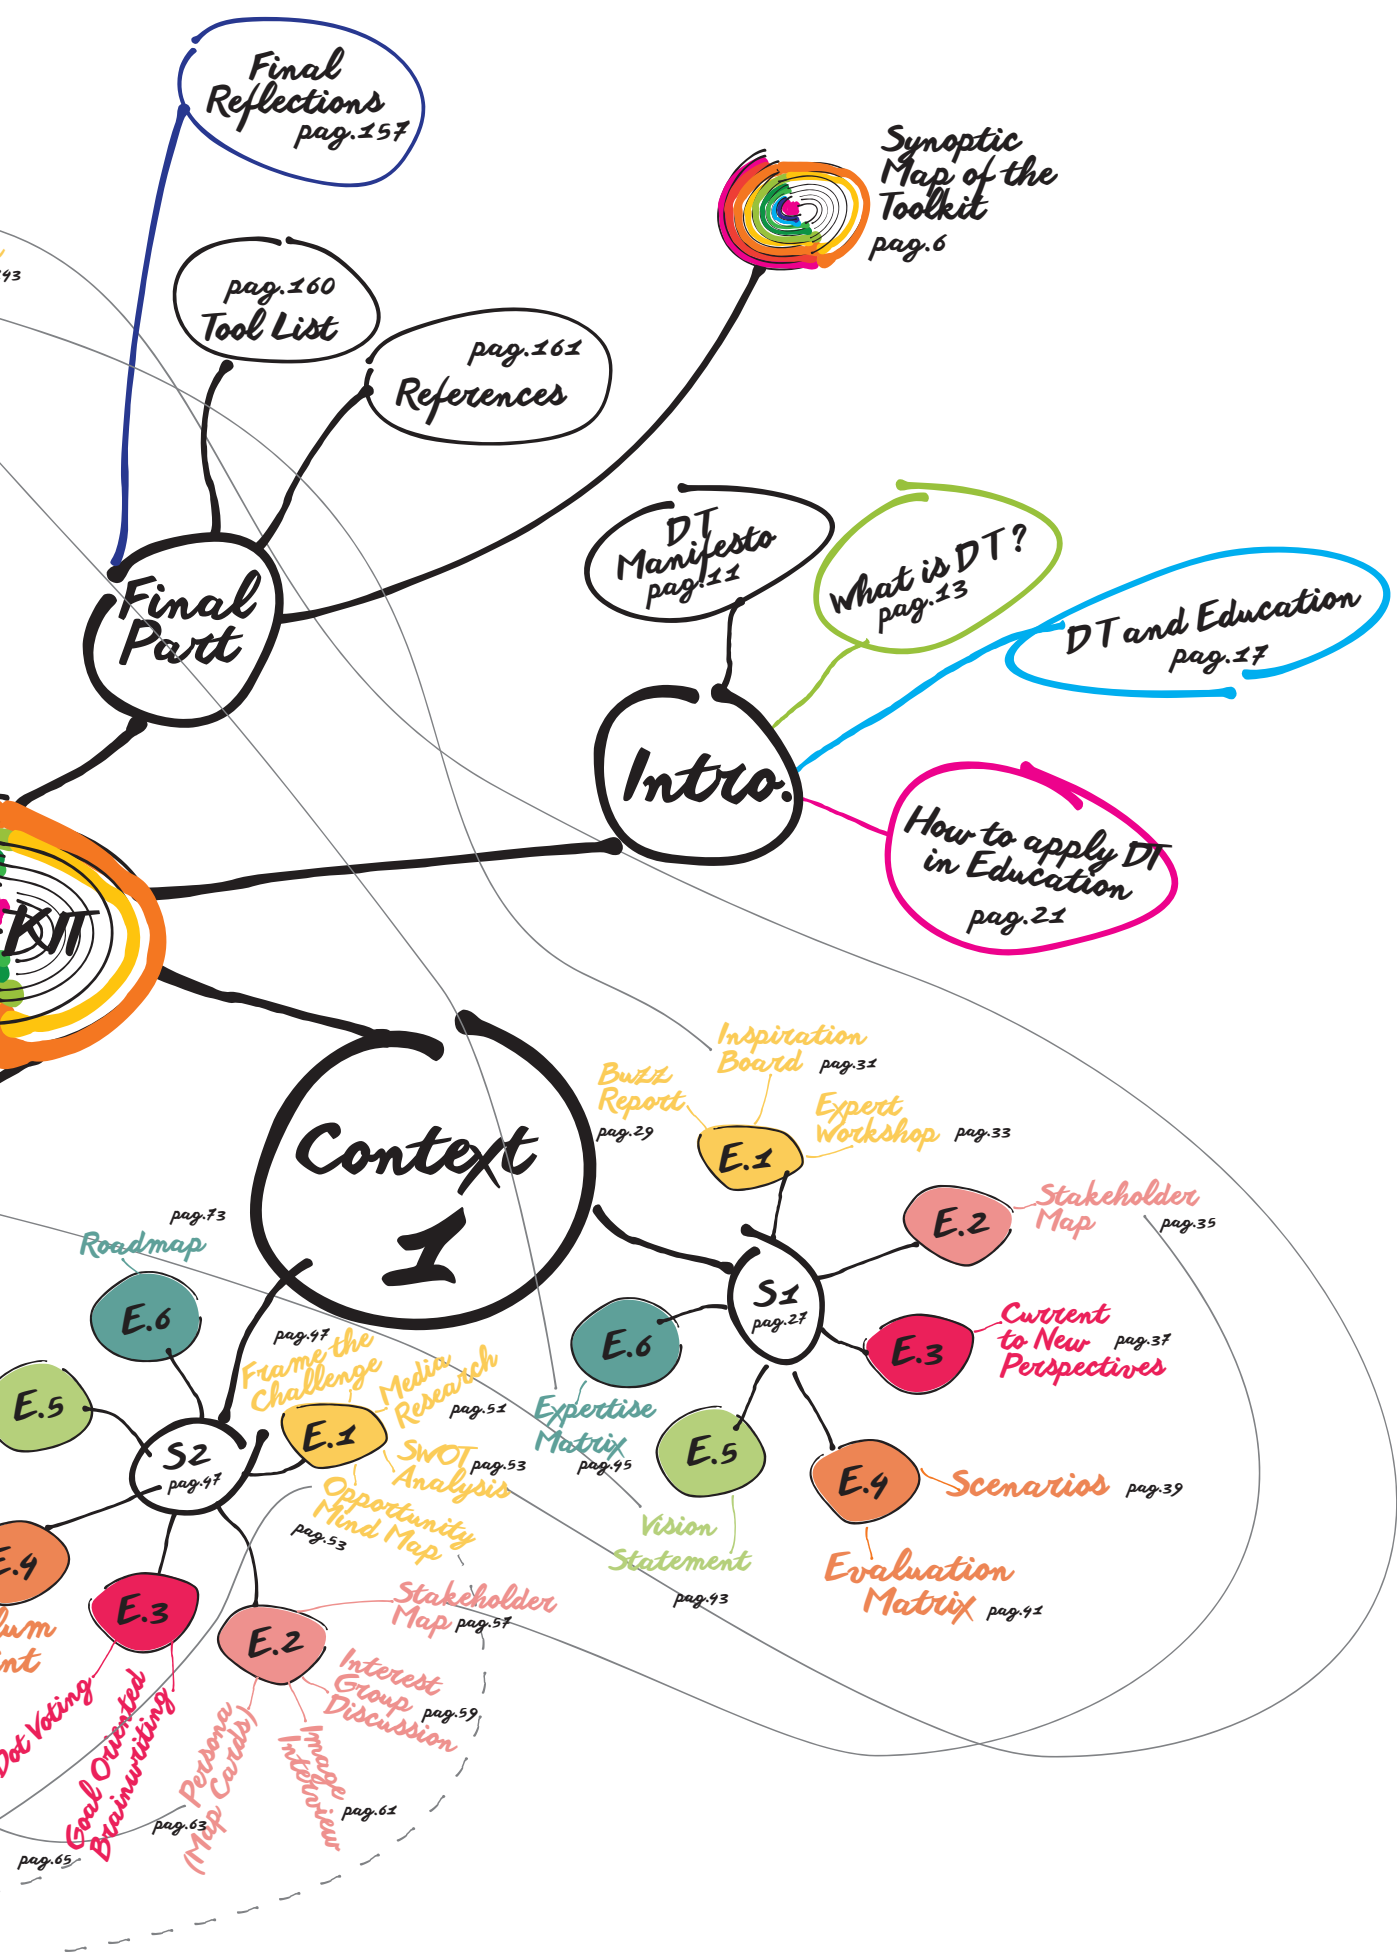 Final
Reflections
pag.157
Synoptic
Map of the
Toolkit
pag.6
pag.160
Tool List
pag.161
References
Final
Part
DT
Manifesto
pag.11
What is DT?
pag.13
DT and Education
pag.17
Intro.
How to apply DT
in Education
pag.21
KIT
Context
1
Inspiration
Board pag.31
Buzz
Report
pag.29
Expert
Workshop pag.33
E.1
E.2
Stakeholder
Map pag.35
S1
pag.27
E.3
Current
to New pag.37
Perspectives
E.6
Expertise
Matrix
pag.45
E.5
Vision
Statement
pag.43
E.4
Scenarios pag.39
Evaluation
Matrix pag.41
pag.73
Roadmap
E.6
E.5
S2
pag.47
pag.47
Frame the
Challenge
Media
Research
pag.51
E.1
SWOT pag.53
Analysis
Opportunity
Mind Map
pag.53
E.4
E.3
E.2
Stakeholder
Map pag.57
Interest
Group
Discussion
pag.59
Image
Interview
pag.61
Persona
(Map Cards)
pag.63
Dot Voting
Goal Oriented
Brainwriting
pag.65